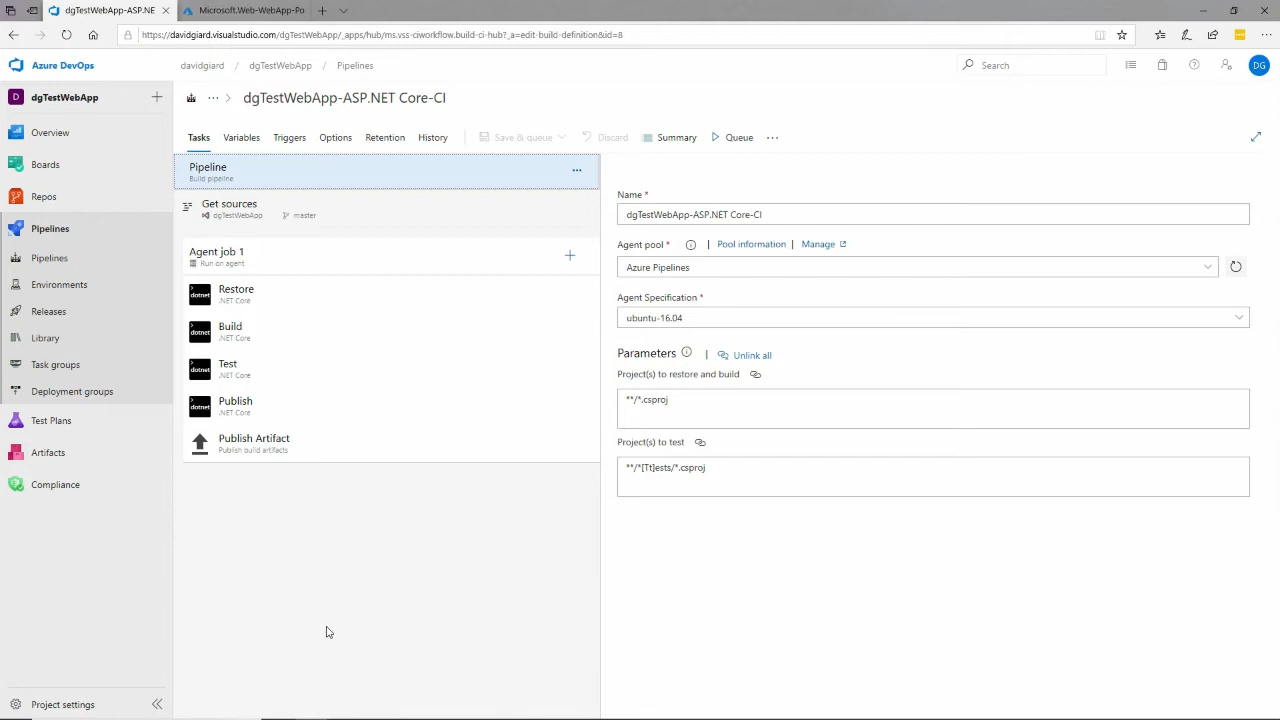 dgTestWebApp-ASP.NE
Microsoft.Web-WebApp-Po
https://davidgiard.visualstudio.com/dgTestWebApp/_apps/hub/ms.vss-ciworkflow.build-ci-hub?_a=edit-build-definition&id=8
Azure DevOps
davidgiard / dgTestWebApp / Pipelines
Search
DG
D dgTestWebApp
dgTestWebApp-ASP.NET Core-CI
Overview
Boards
Repos
Pipelines
Pipelines
Environments
Releases
Library
Task groups
Deployment groups
Test Plans
Artifacts
Compliance
Project settings
Tasks Variables Triggers Options Retention History Save & queue Discard Summary Queue
Pipeline
Build pipeline
Get sources
dgTestWebApp master
Agent job 1
Run on agent
dotnet Restore
.NET Core
dotnet Build
.NET Core
dotnet Test
.NET Core
dotnet Publish
.NET Core
Publish Artifact
Publish build artifacts
Name *
dgTestWebApp-ASP.NET Core-CI
Agent pool * | Pool information | Manage
Azure Pipelines
Agent Specification *
ubuntu-16.04
Parameters | Unlink all
Project(s) to restore and build
**/*.csproj
Project(s) to test
**/*[Tt]ests/*.csproj